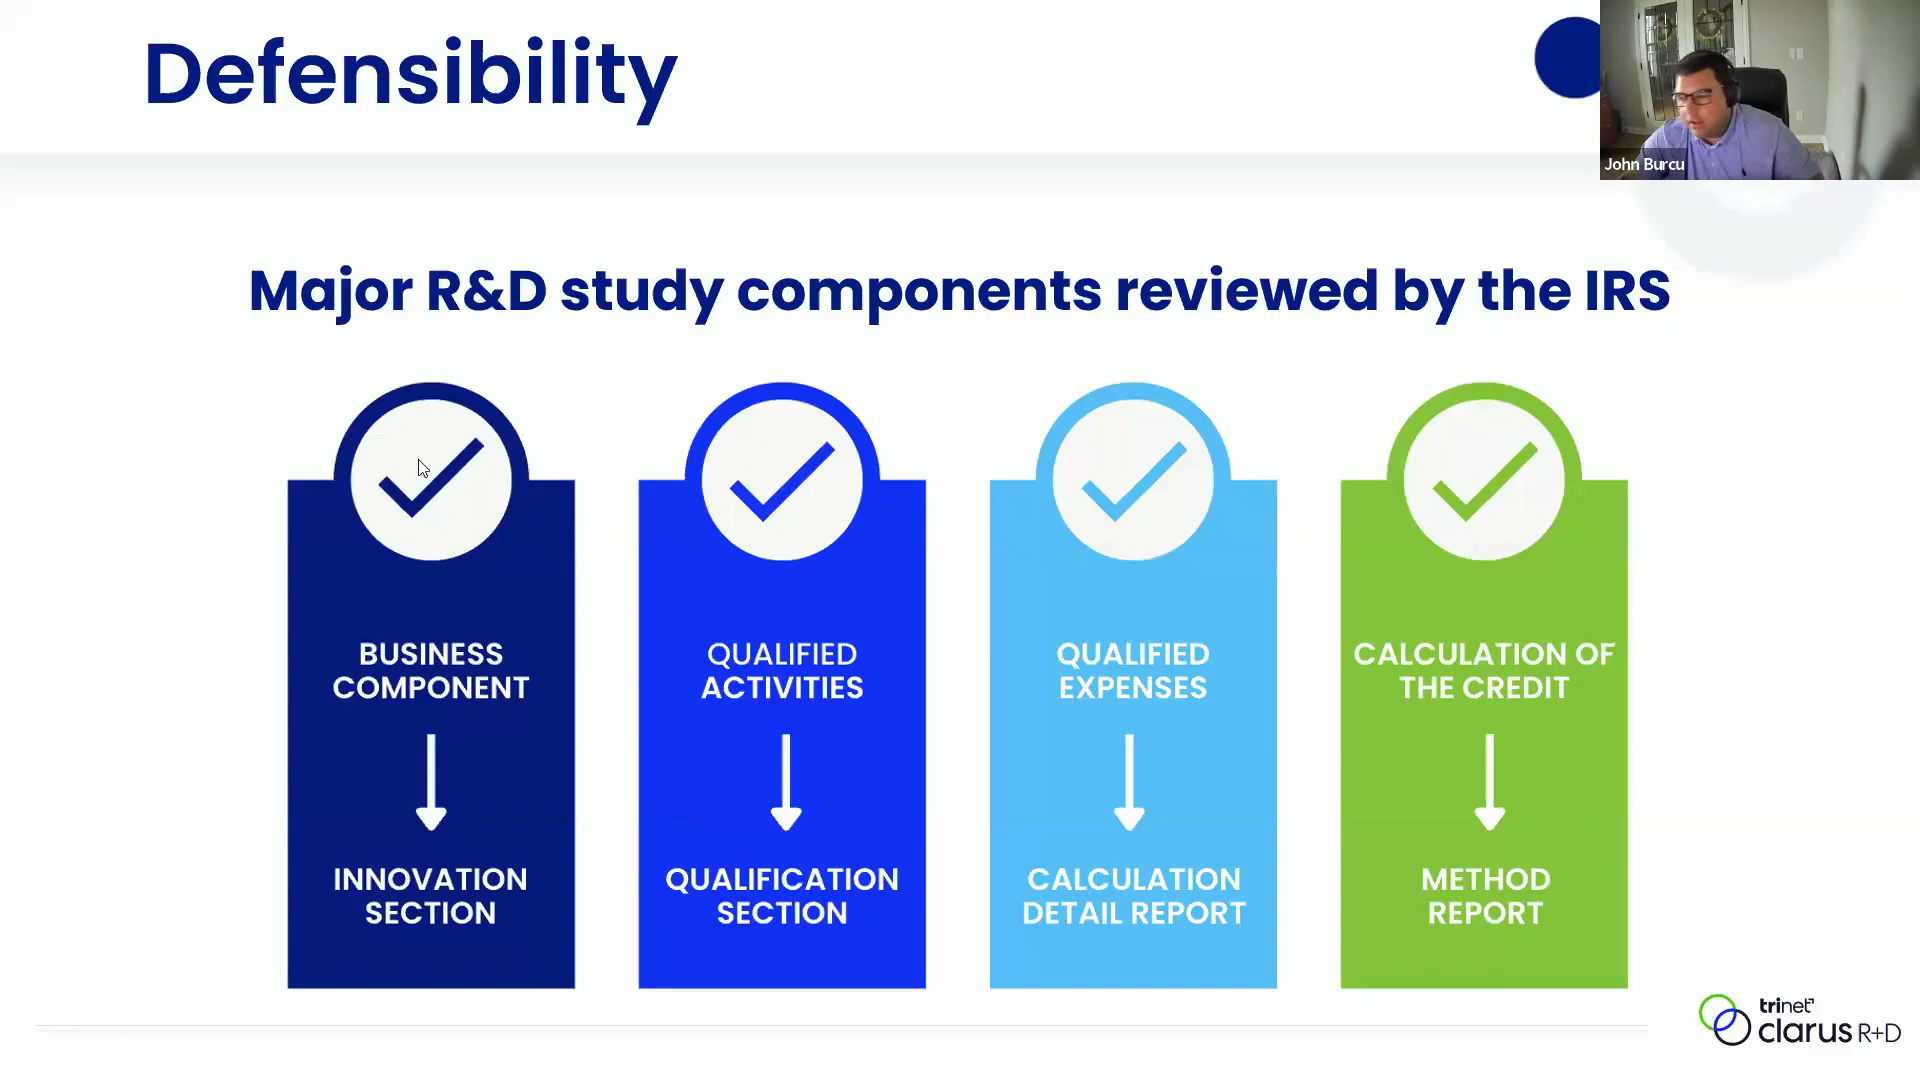 Defensibility
John Burcu
Major R&D study components reviewed by the IRS
BUSINESS
COMPONENT
INNOVATION
SECTION
QUALIFIED
ACTIVITIES
QUALIFICATION
SECTION
QUALIFIED
EXPENSES
CALCULATION
DETAIL REPORT
CALCULATION OF
THE CREDIT
METHOD
REPORT
trinet
clarus R+D